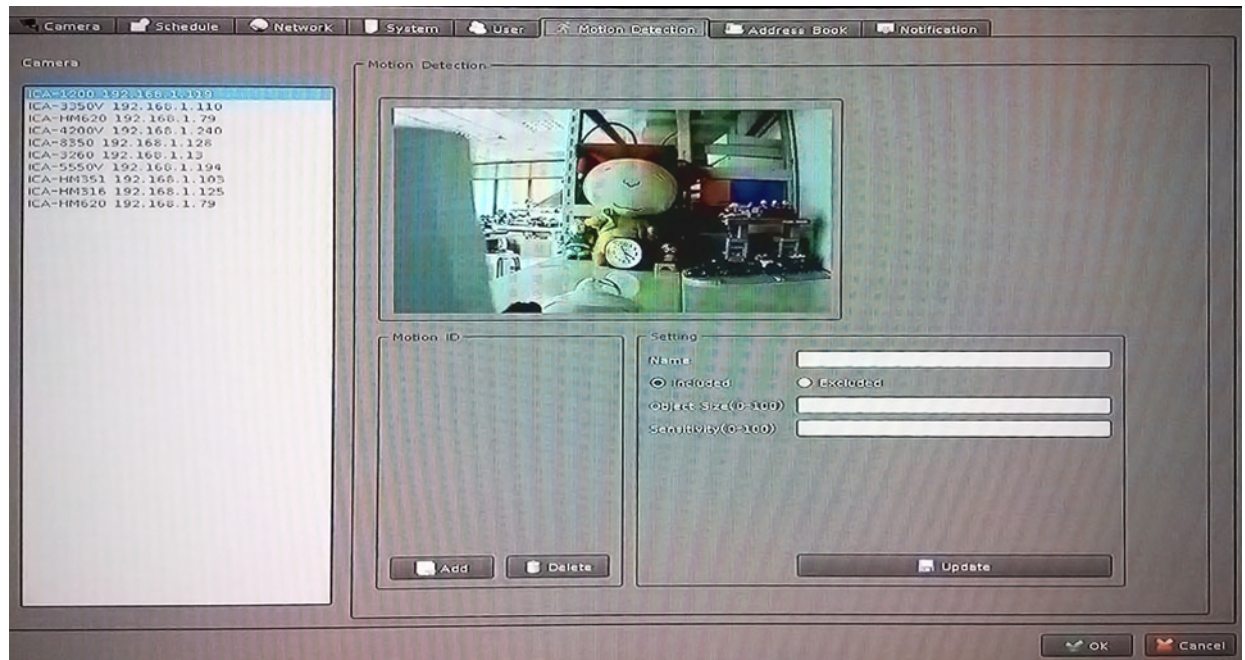 Camera Schedule Network System User Motion Detection Address Book Notification
Camera
Motion Detection
ICA-1200 192.168.1.119
ICA-3350V 192.168.1.110
ICA-HM620 192.168.1.79
ICA-4200V 192.168.1.240
ICA-8350 192.168.1.128
ICA-3260 192.168.1.13
ICA-5550V 192.168.1.194
ICA-HM351 192.168.1.103
ICA-HM316 192.168.1.125
ICA-HM620 192.168.1.79
Motion ID
Setting
Name
Included Excluded
Object Size(0-100)
Sensitivity(0-100)
Add Delete
Update
OK Cancel